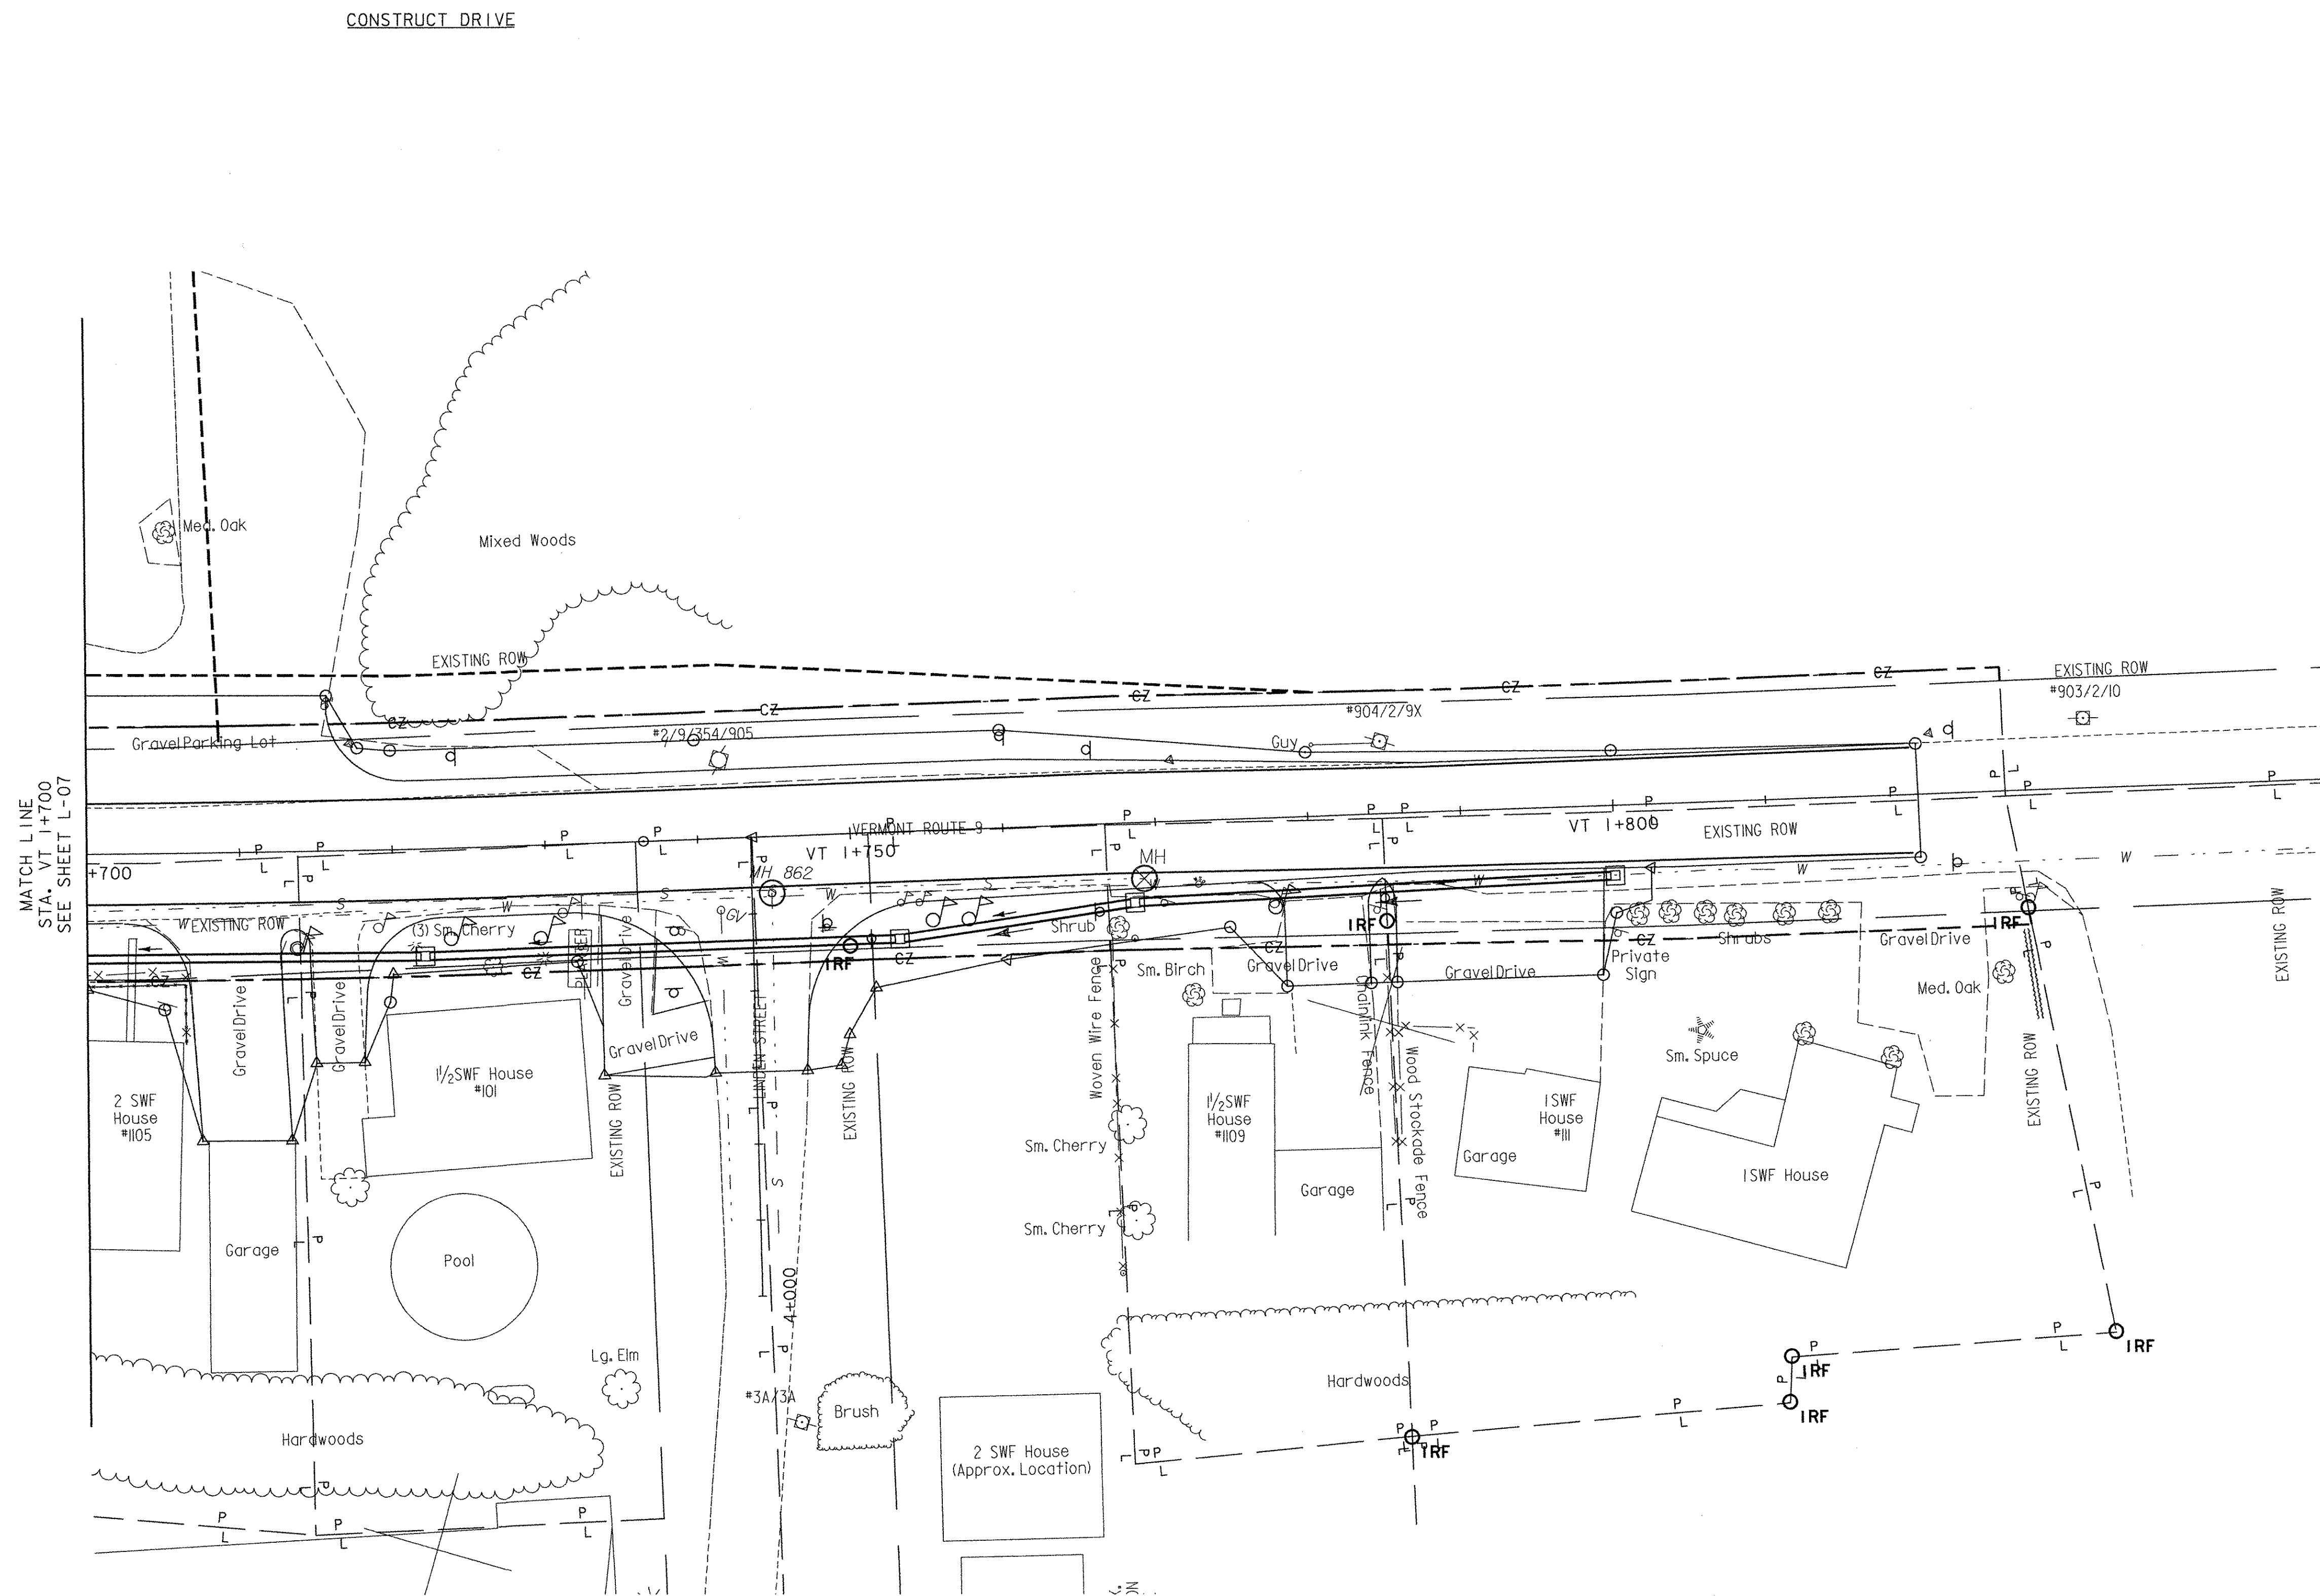 CONSTRUCT DRIVE
Med. Oak
Mixed Woods
EXISTING ROW
EXISTING ROW
CZ
CZ
CZ
CZ
CZ
#903/2/10
#904/2/9X
#2/9/354/905
Gravel Parking Lot
Guy
MATCH LINE
STA. VT 1+700
SEE SHEET L-07
VERMONT ROUTE 9
VT 1+750
VT 1+800
EXISTING ROW
+700
MH 862
MH
W
S
W
W
S
W
W
W
EXISTING ROW
(3) Sm. Cherry
GV
Shrub
IRF
IRF
IRF
CZ
CZ
CZ
CZ
CZ
Shrubs
Gravel Drive
Gravel Drive
Gravel Drive
Private
Sign
Sm. Birch
Med. Oak
Gravel Drive
Gravel Drive
Gravel Drive
Gravel Drive
LINDEN STREET
EXISTING ROW
EXISTING ROW
Woven Wire Fence
Chainlink Fence
Wood Stockade Fence
EXISTING ROW
EXISTING ROW
Sm. Spuce
2 SWF
House
#1105
1 1/2 SWF House
#101
1 1/2 SWF
House
#1109
1 SWF
House
#111
Garage
1 SWF House
Sm. Cherry
Sm. Cherry
Garage
Garage
Pool
4+000
S
Lg. Elm
#3A/3A
Brush
Hardwoods
Hardwoods
2 SWF House
(Approx. Location)
IRF
IRF
IRF
IRF